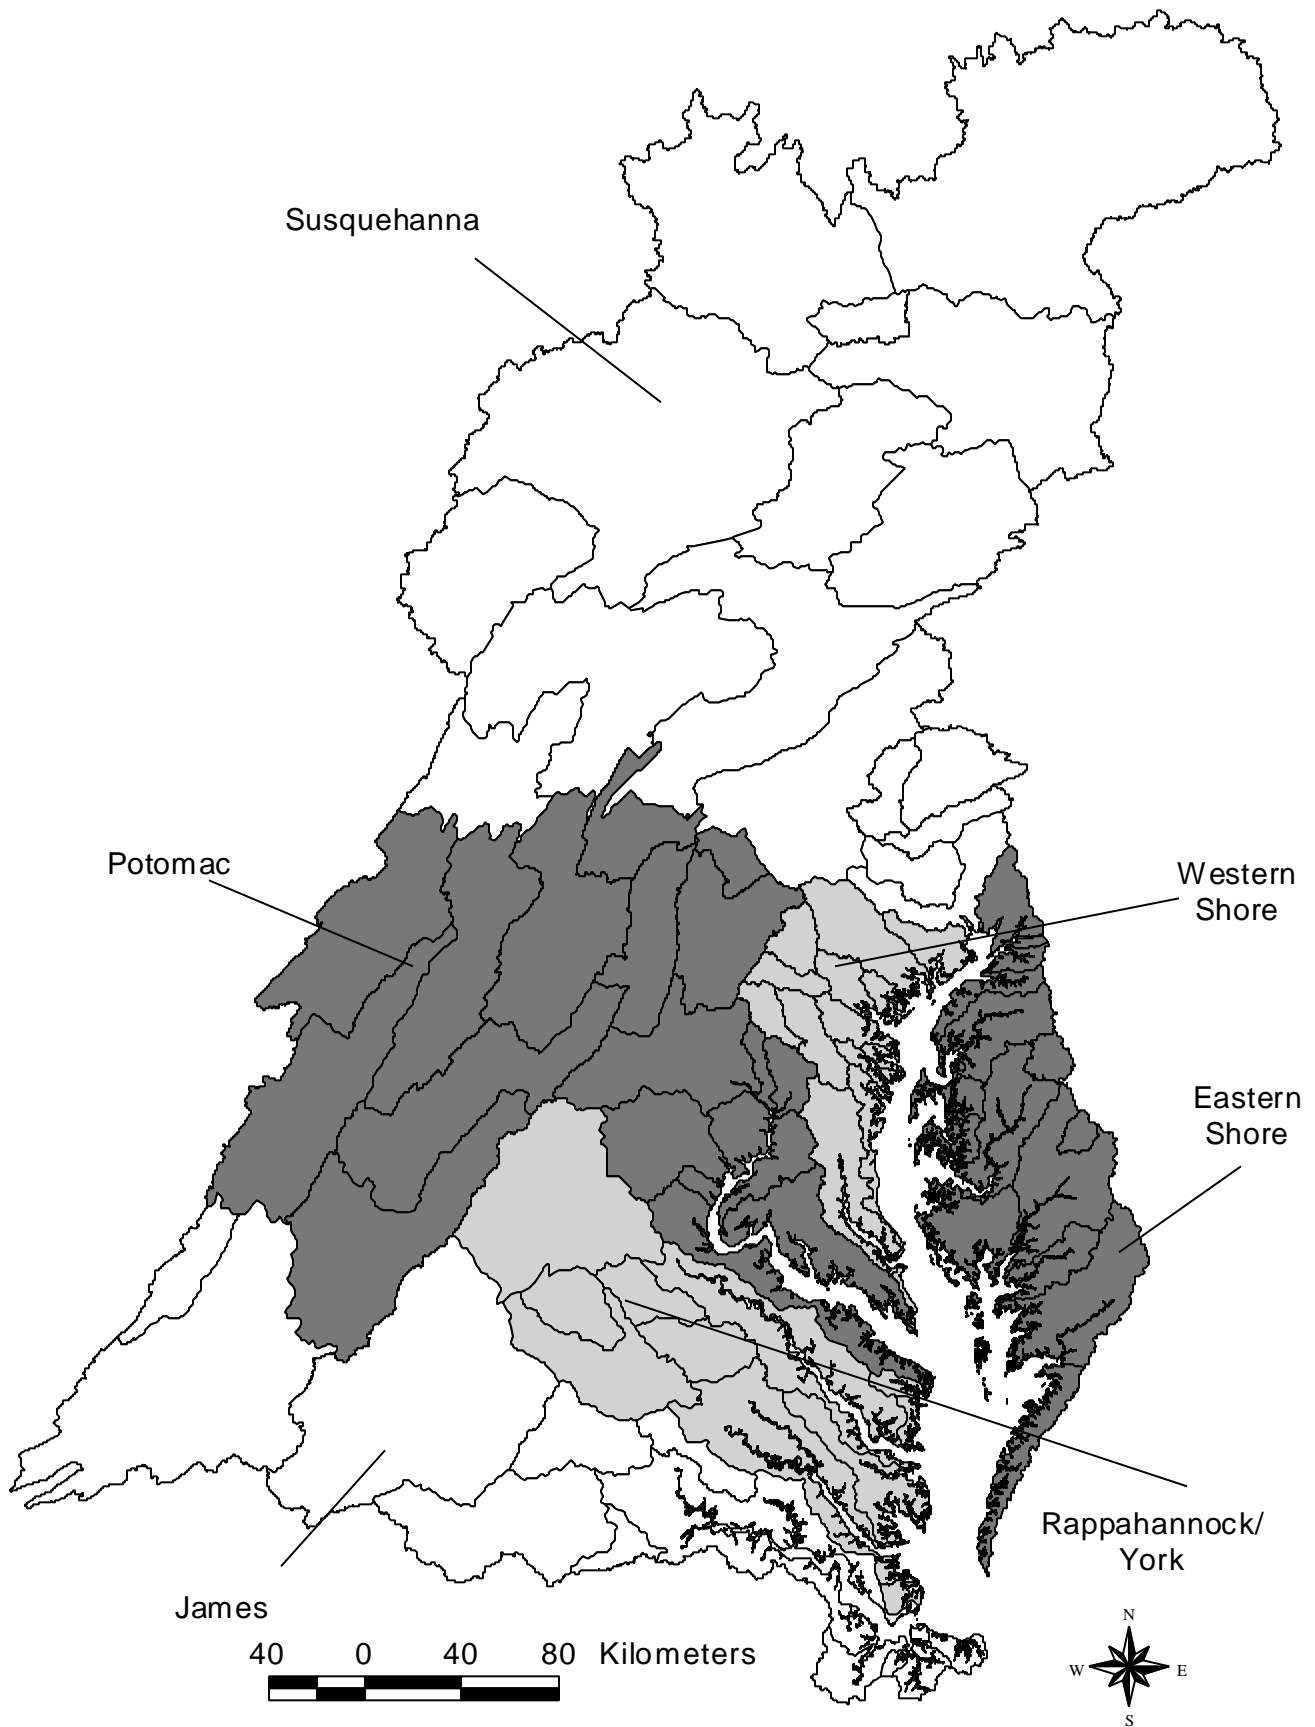 Susquehanna
Potomac
Western
Shore
Eastern
Shore
Rappahannock/
York
James
40 0 40 80 Kilometers
N
W E
S